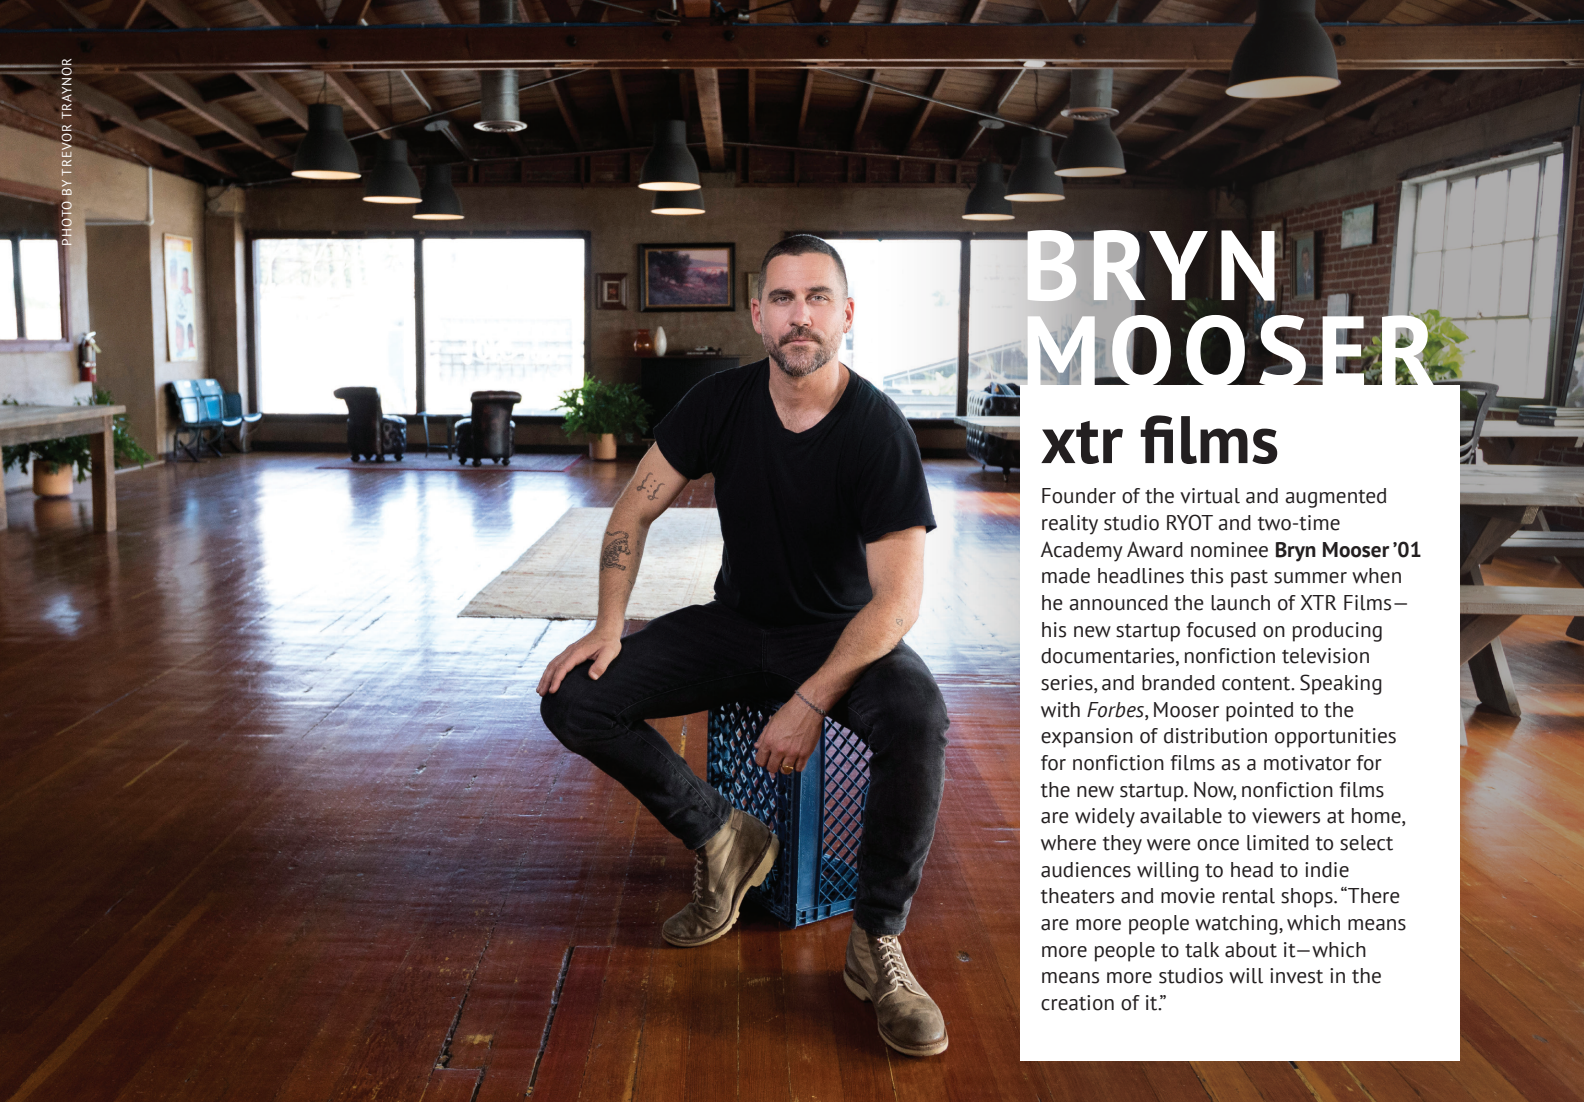 PHOTO BY TREVOR TRAYNOR
BRYN
MOOSER
xtr films
Founder of the virtual and augmented
reality studio RYOT and two-time
Academy Award nominee Bryn Mooser ’01
made headlines this past summer when
he announced the launch of XTR Films—
his new startup focused on producing
documentaries, nonfiction television
series, and branded content. Speaking
with Forbes, Mooser pointed to the
expansion of distribution opportunities
for nonfiction films as a motivator for
the new startup. Now, nonfiction films
are widely available to viewers at home,
where they were once limited to select
audiences willing to head to indie
theaters and movie rental shops. “There
are more people watching, which means
more people to talk about it—which
means more studios will invest in the
creation of it.”